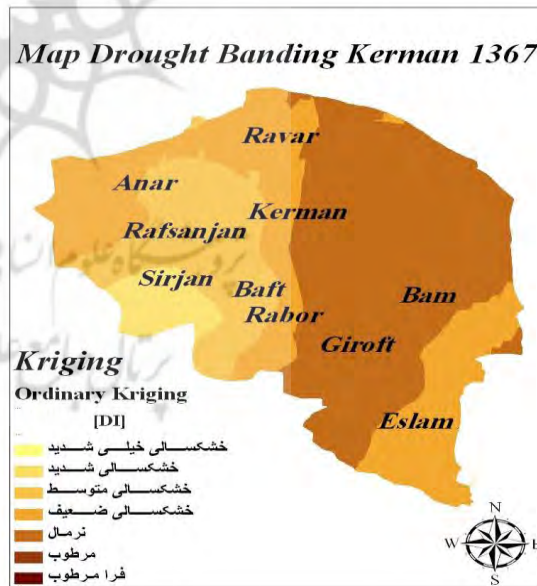 Map Drought Banding Kerman 1367
Ravar
Anar
Kerman
Rafsanjan
Sirjan
Baft
Bam
Rabor
Giroft
Eslam
Kriging
Ordinary Kriging
[DI]
خشکسالی خیلی شدید
خشکسالی شدید
خشکسالی متوسط
خشکسالی ضعیف
نرمال
مرطوب
فرا مرطوب
N
W E
S